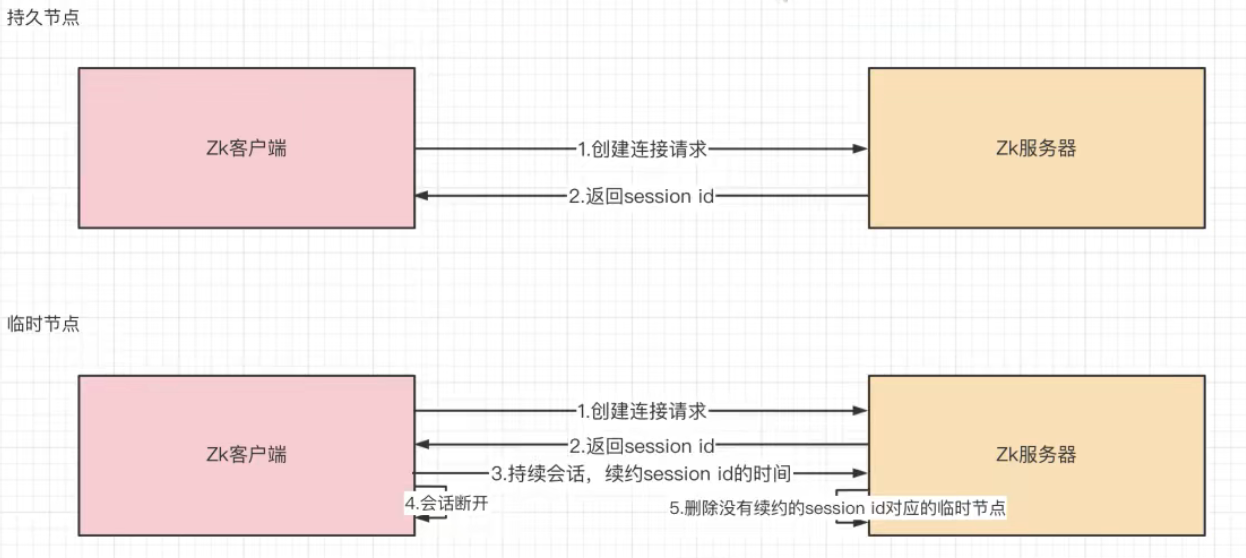 持久节点
Zk客户端
1.创建连接请求
Zk服务器
2.返回session id
临时节点
1.创建连接请求
2.返回session id
Zk客户端
Zk服务器
3.持续会话，续约session id的时间
4.会话断开
5.删除没有续约的session id对应的临时节点